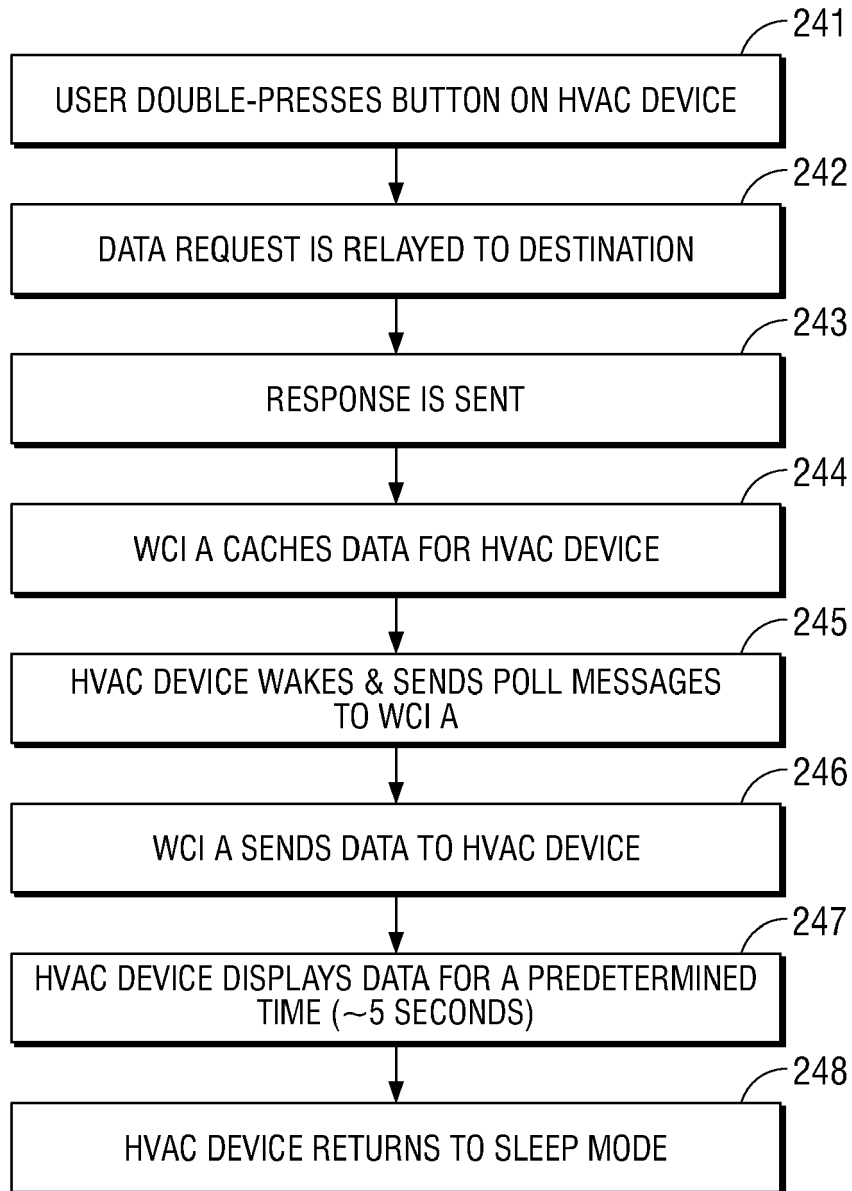 241
USER DOUBLE-PRESSES BUTTON ON HVAC DEVICE
242
DATA REQUEST IS RELAYED TO DESTINATION
243
RESPONSE IS SENT
244
WCI A CACHES DATA FOR HVAC DEVICE
245
HVAC DEVICE WAKES & SENDS POLL MESSAGES
TO WCI A
246
WCI A SENDS DATA TO HVAC DEVICE
247
HVAC DEVICE DISPLAYS DATA FOR A PREDETERMINED
TIME (~5 SECONDS)
248
HVAC DEVICE RETURNS TO SLEEP MODE